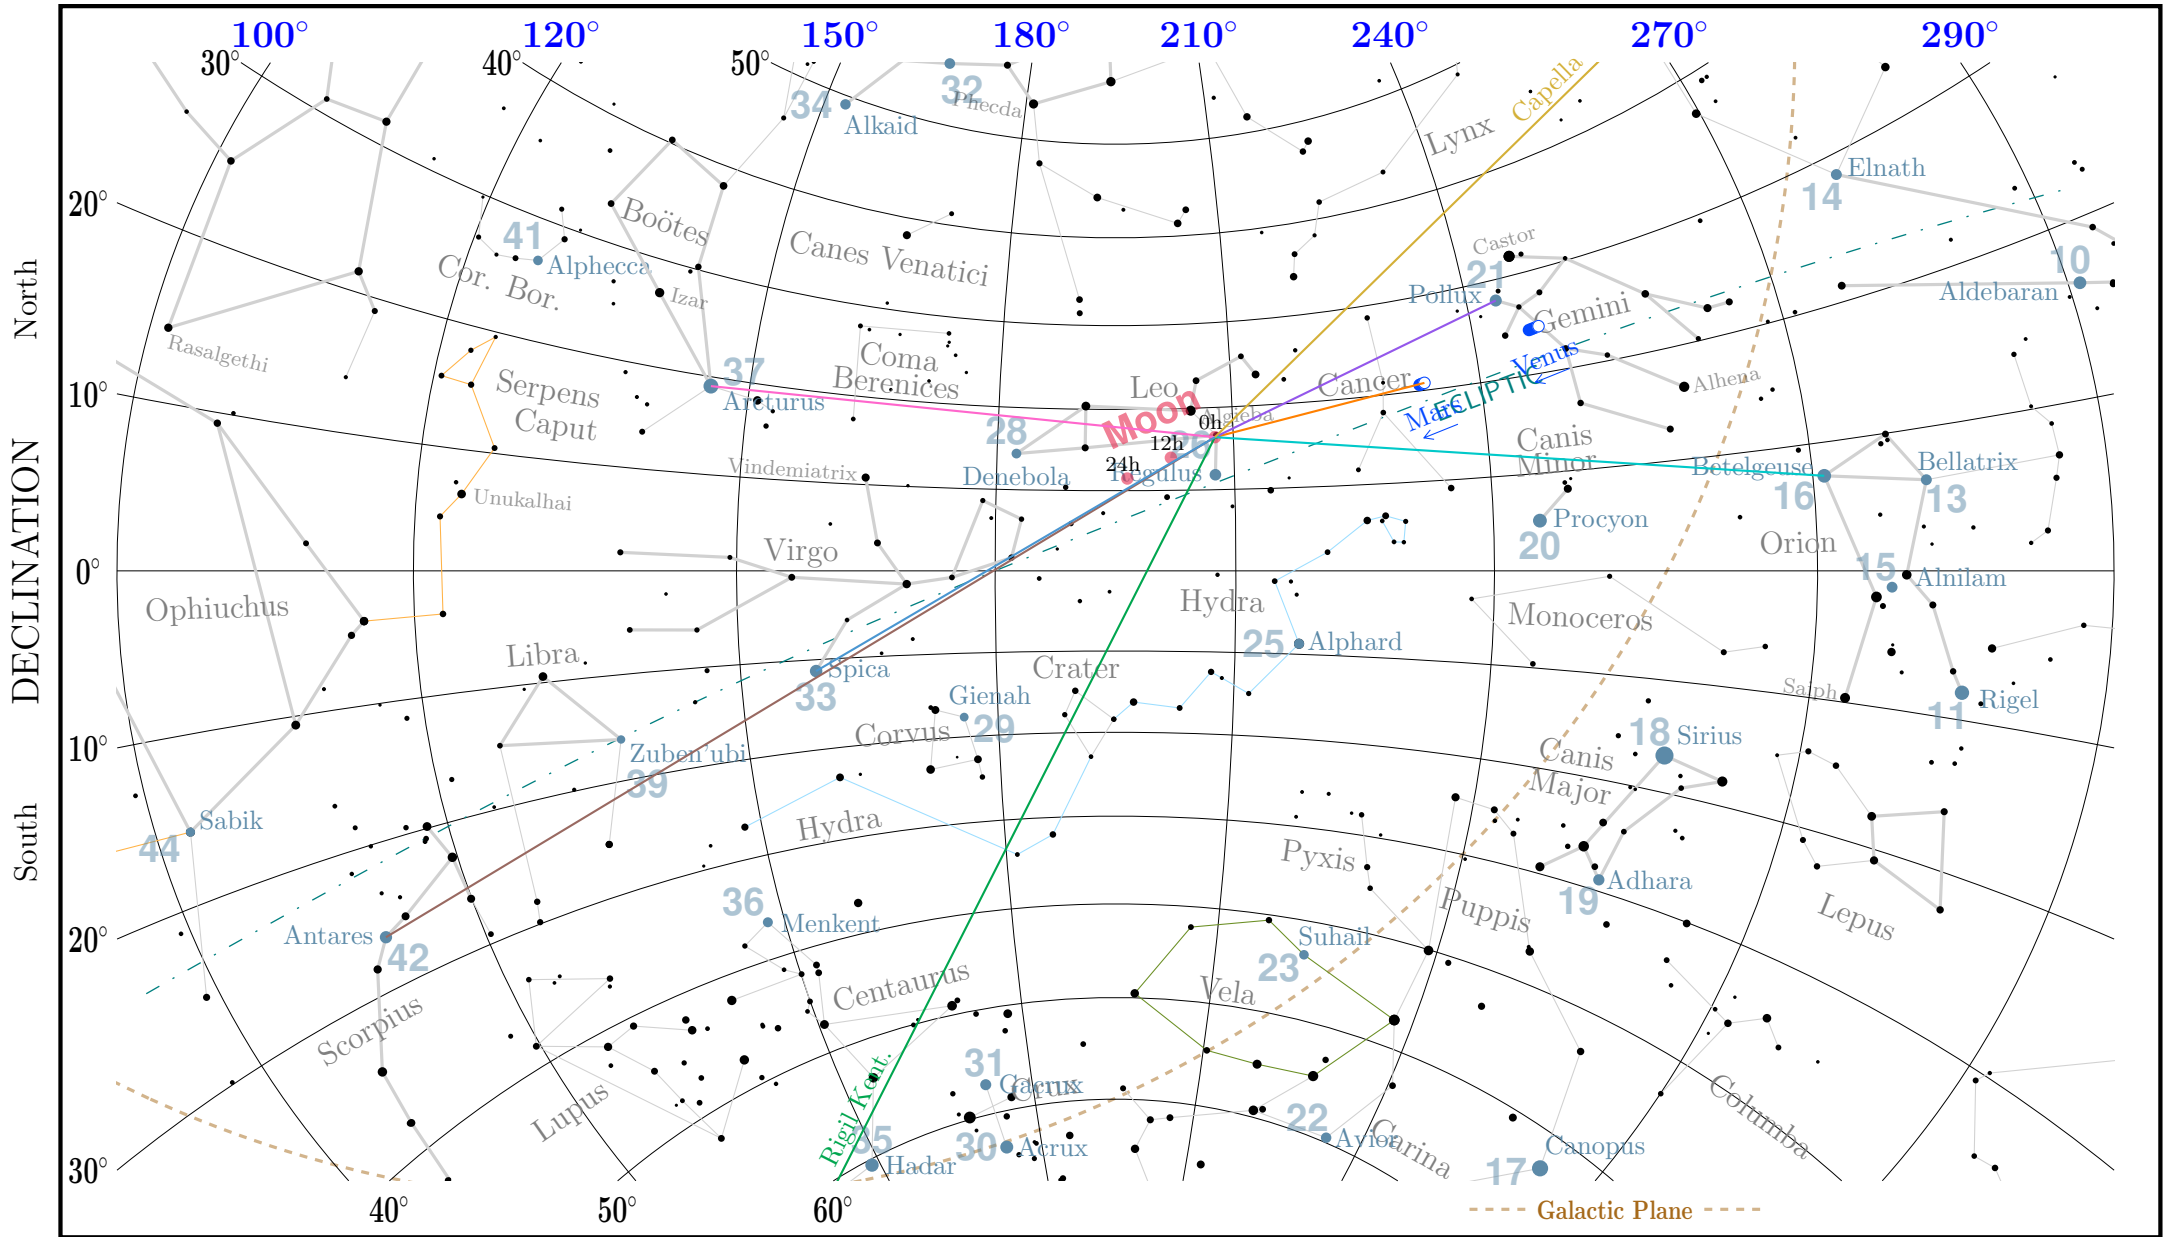 100° 120° 150° 180° 210° 240° 270° 290°
30° 40° 50°
Capella
32
34
Phecda
Alkaid
Lynx
Elnath
14
20°
Boötes
41
Alphecca
Cor. Bor.
Canes Venatici
Castor
21
Pollux
Gemini
10
Aldebaran
North
Izar
Rasalgethi
Coma
Berenices
Venus
ECLIPTIC
Alhena
37
Arcturus
Serpens
Caput
10°
Leo
Moon
Algieba
Cancer
Mars
0h
12h
24h
28
Denebola
26
Regulus
Canis
Minor
Betelgeuse
16
Bellatrix
13
Vindemiatrix
Unukalhai
Procyon
20
Virgo
Orion
DECLINATION
0°
15
Alnilam
Ophiuchus
Hydra
Monoceros
Libra
25
Alphard
Spica
33
Crater
Saiph
Rigel
11
Gienah
29
Corvus
18
Sirius
10°
Zuben'ubi
39
Canis
Major
South
Sabik
44
Hydra
Pyxis
Adhara
19
36
Menkent
Puppis
Lepus
20°
Antares
42
Suhail
23
Centaurus
Vela
Scorpius
31
Gacrux
Crux
Lupus
Columba
Rigil Kent.
35
Hadar
30
Acrux
22
Avior
Carina
Canopus
17
30°
40° 50° 60°
Galactic Plane